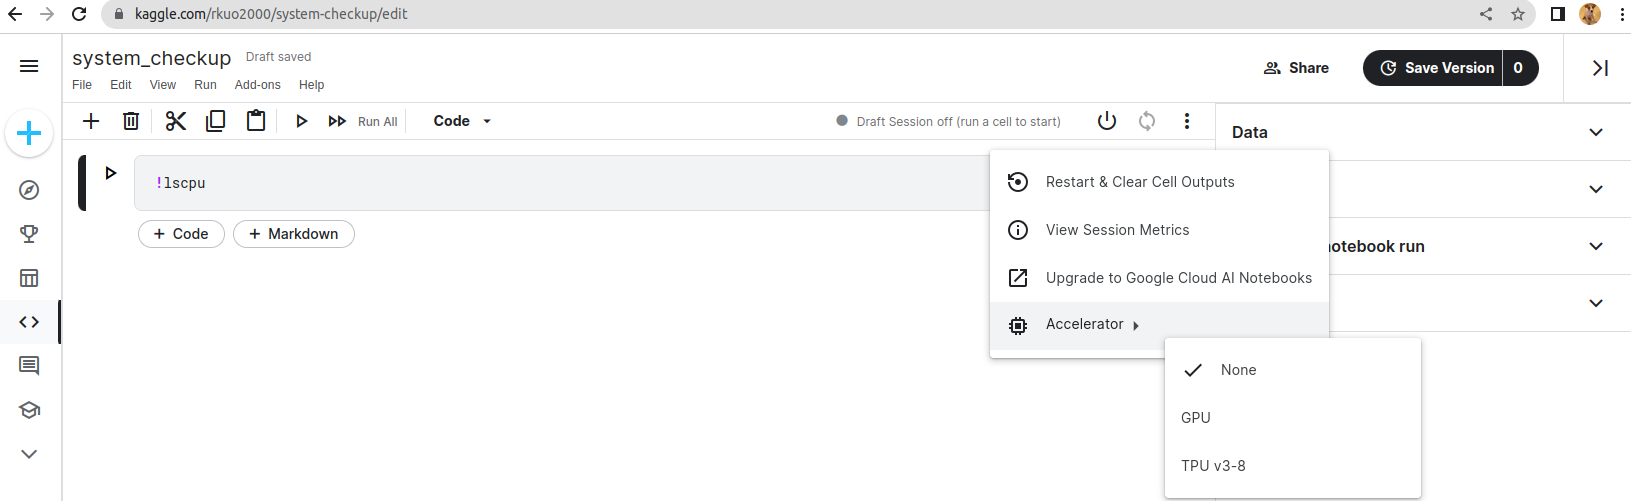 kaggle.com/rkuo2000/system-checkup/edit
system_checkup Draft saved
File Edit View Run Add-ons Help
Share
Save Version 0
Run All
Code
Draft Session off (run a cell to start)
Data
!lscpu
+ Code + Markdown
Restart & Clear Cell Outputs
View Session Metrics
Upgrade to Google Cloud AI Notebooks
notebook run
Accelerator
None
GPU
TPU v3-8